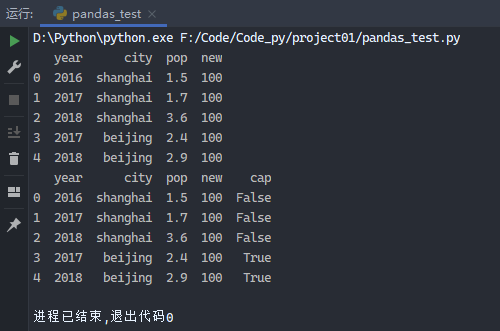 运行: pandas_test
D:\Python\python.exe F:/Code/Code_py/project01/pandas_test.py
   year      city  pop  new
0  2016  shanghai  1.5  100
1  2017  shanghai  1.7  100
2  2018  shanghai  3.6  100
3  2017   beijing  2.4  100
4  2018   beijing  2.9  100
   year      city  pop  new    cap
0  2016  shanghai  1.5  100  False
1  2017  shanghai  1.7  100  False
2  2018  shanghai  3.6  100  False
3  2017   beijing  2.4  100   True
4  2018   beijing  2.9  100   True
进程已结束,退出代码0